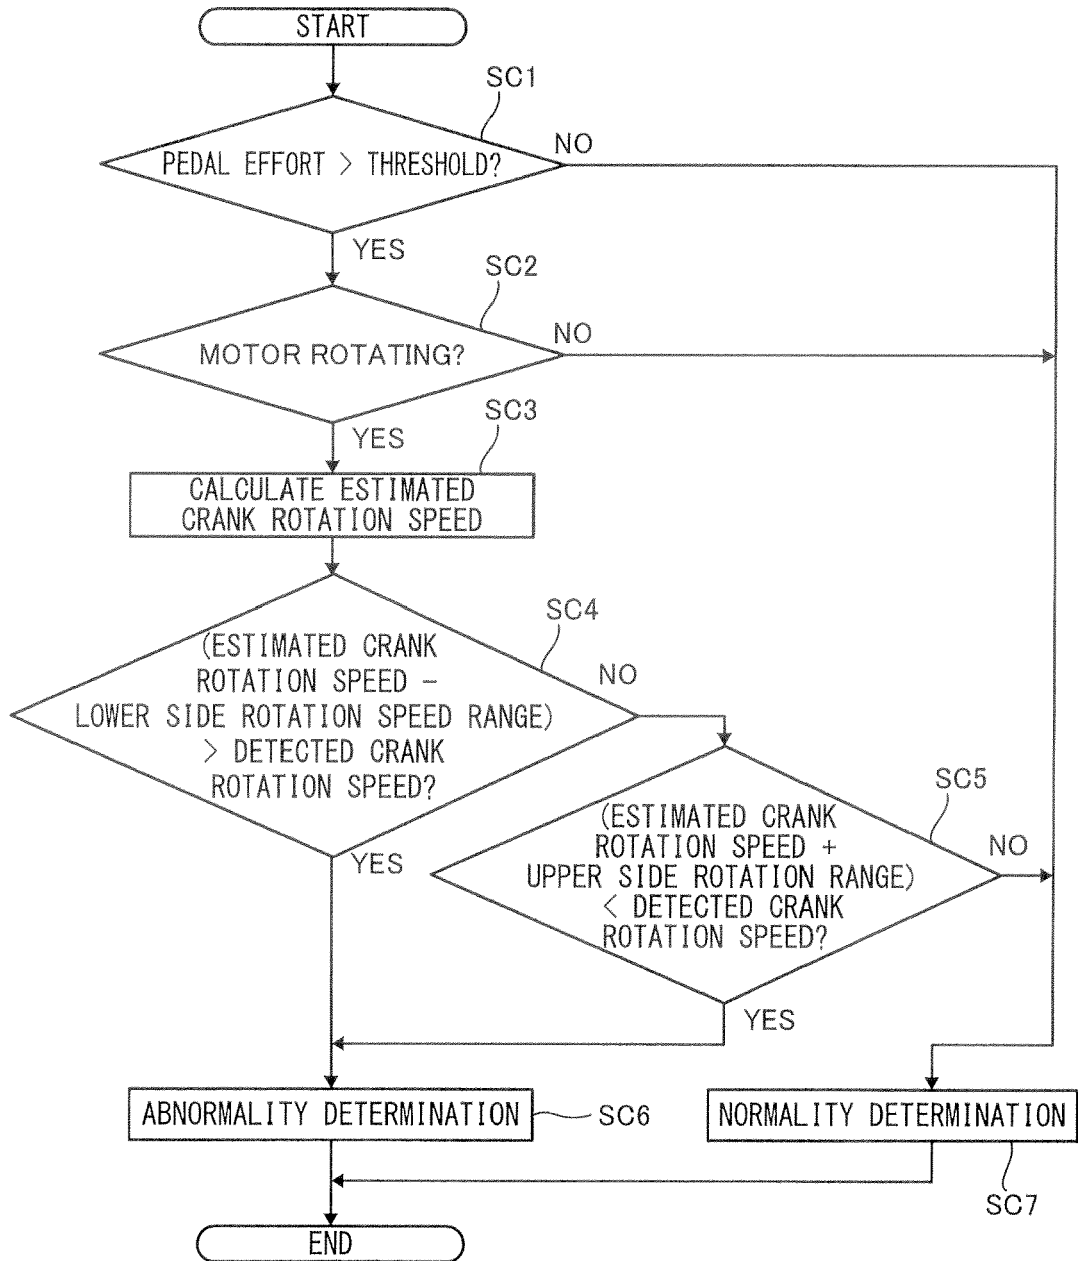 START
SC1
PEDAL EFFORT > THRESHOLD?
NO
YES
SC2
MOTOR ROTATING?
NO
YES
SC3
CALCULATE ESTIMATED
CRANK ROTATION SPEED
SC4
(ESTIMATED CRANK
ROTATION SPEED -
LOWER SIDE ROTATION SPEED RANGE)
> DETECTED CRANK
ROTATION SPEED?
NO
YES
SC5
(ESTIMATED CRANK
ROTATION SPEED +
UPPER SIDE ROTATION RANGE)
< DETECTED CRANK
ROTATION SPEED?
NO
YES
ABNORMALITY DETERMINATION
SC6
NORMALITY DETERMINATION
SC7
END